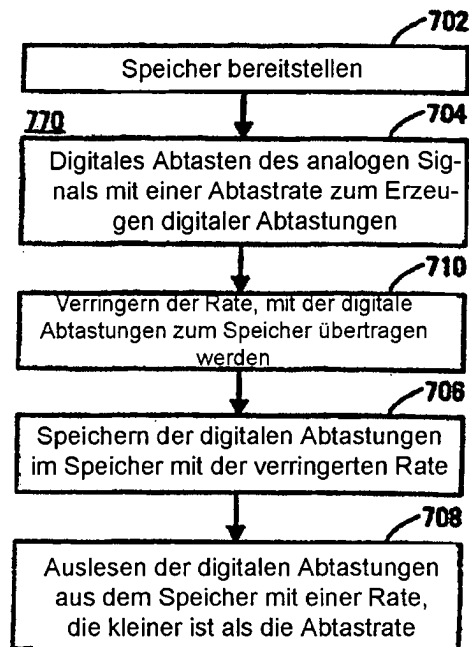 702
Speicher bereitstellen
770
704
Digitales Abtasten des analogen Sig-
nals mit einer Abtastrate zum Erzeu-
gen digitaler Abtastungen
710
Verringern der Rate, mit der digitale
Abtastungen zum Speicher übertragen
werden
706
Speichern der digitalen Abtastungen
im Speicher mit der verringerten Rate
708
Auslesen der digitalen Abtastungen
aus dem Speicher mit einer Rate,
die kleiner ist als die Abtastrate